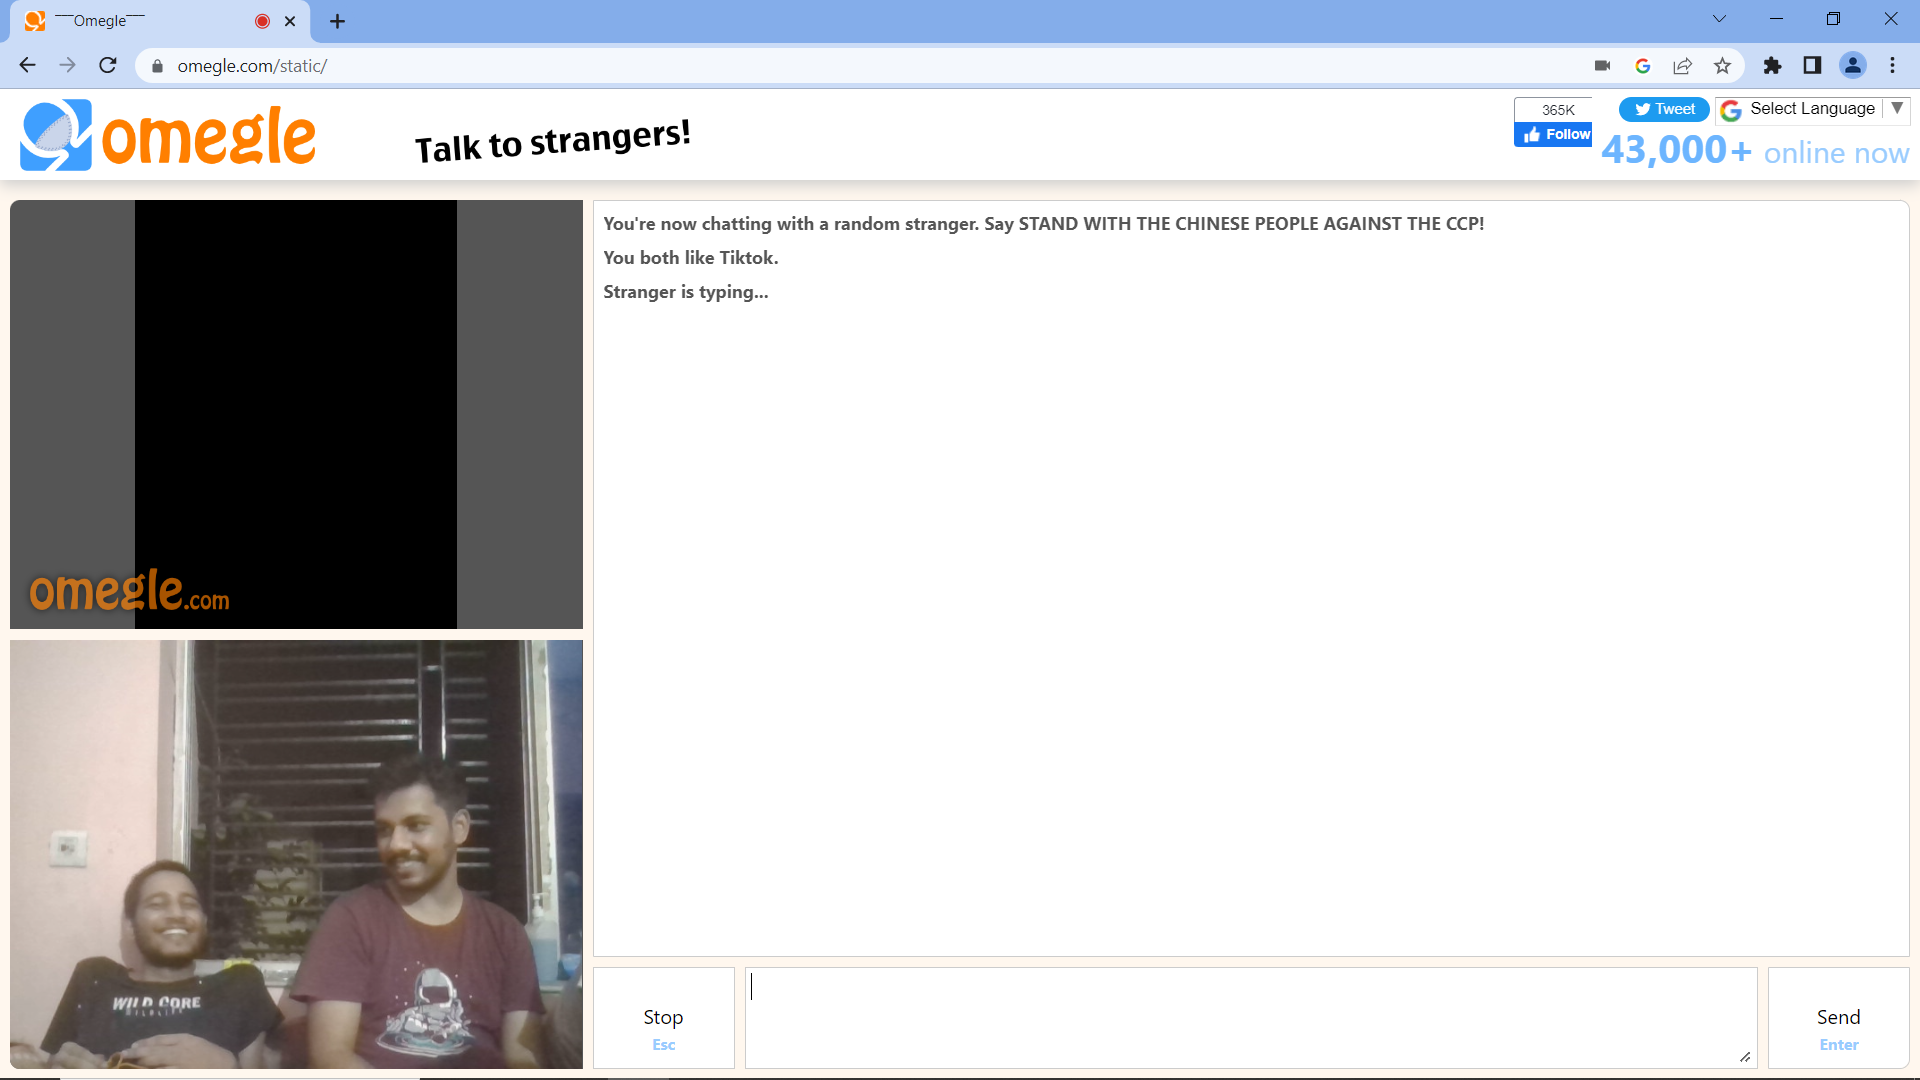 Omegle
omegle.com/static/
omegle
Talk to strangers!
365K
Follow
Tweet
Select Language
43,000+ online now
You're now chatting with a random stranger. Say STAND WITH THE CHINESE PEOPLE AGAINST THE CCP!
You both like Tiktok.
Stranger is typing...
omegle.com
WILD CORE
Stop
Esc
Send
Enter